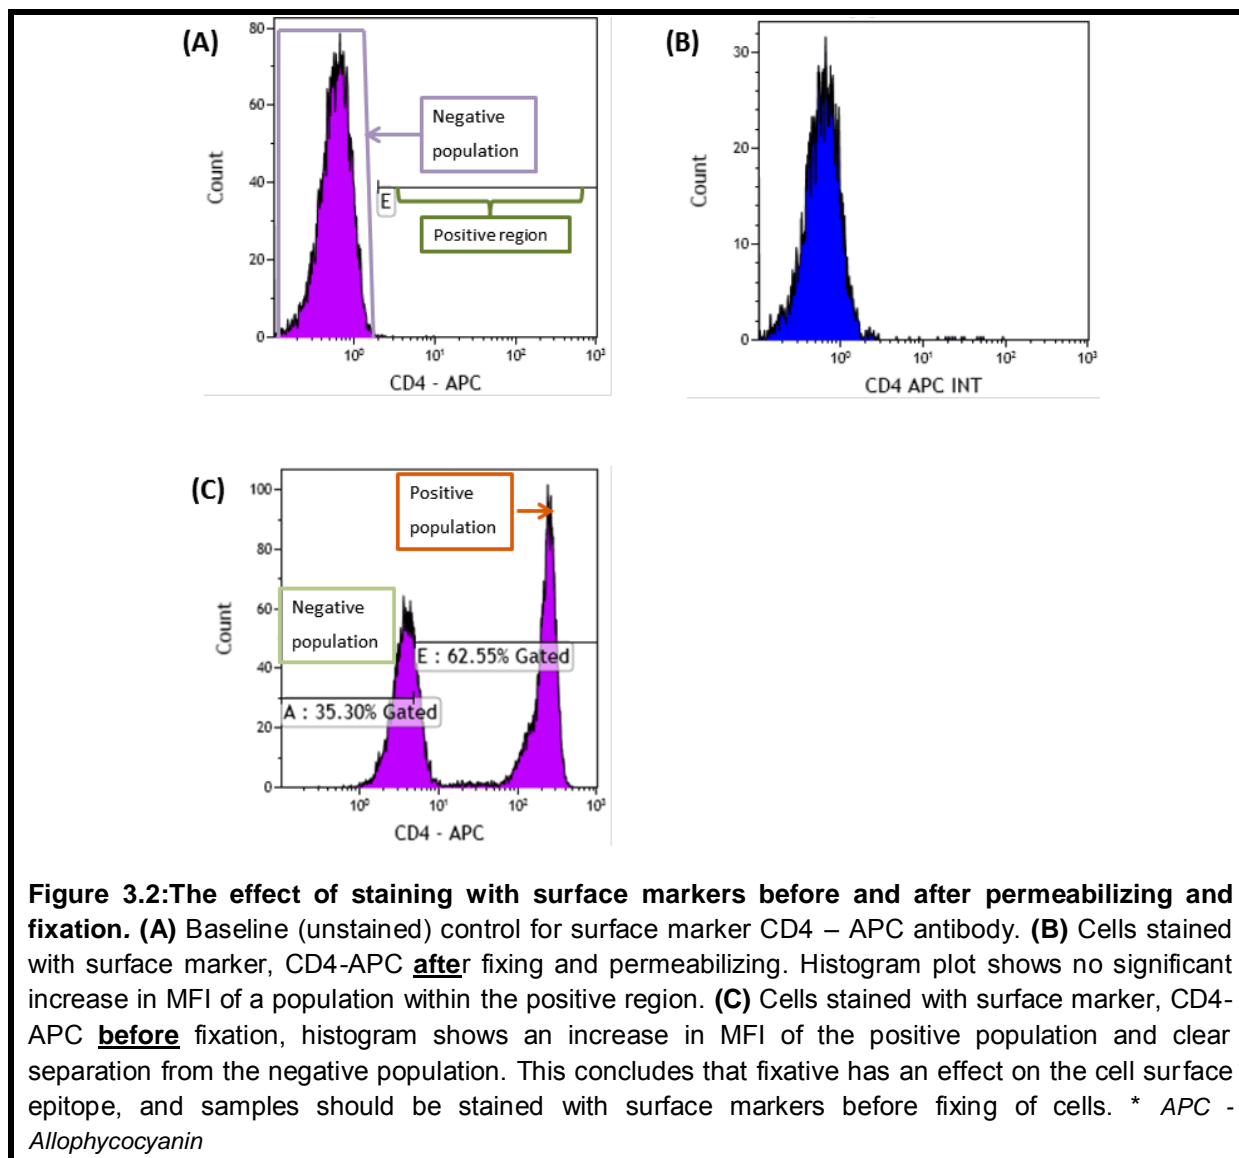 (A)
80
60
40
20
0
Count
Negative
population
E
Positive region
10⁰
10¹
10²
10³
CD4 - APC
(B)
30
20
10
0
Count
10⁰
10¹
10²
10³
CD4 APC INT
(C)
100
80
60
40
20
0
Count
Positive
population
Negative
population
E : 62.55% Gated
A : 35.30% Gated
10⁰
10¹
10²
10³
CD4 - APC
Figure 3.2:The effect of staining with surface markers before and after permeabilizing and
fixation. (A) Baseline (unstained) control for surface marker CD4 – APC antibody. (B) Cells stained
with surface marker, CD4-APC after fixing and permeabilizing. Histogram plot shows no significant
increase in MFI of a population within the positive region. (C) Cells stained with surface marker, CD4-
APC before fixation, histogram shows an increase in MFI of the positive population and clear
separation from the negative population. This concludes that fixative has an effect on the cell surface
epitope, and samples should be stained with surface markers before fixing of cells. * APC -
Allophycocyanin